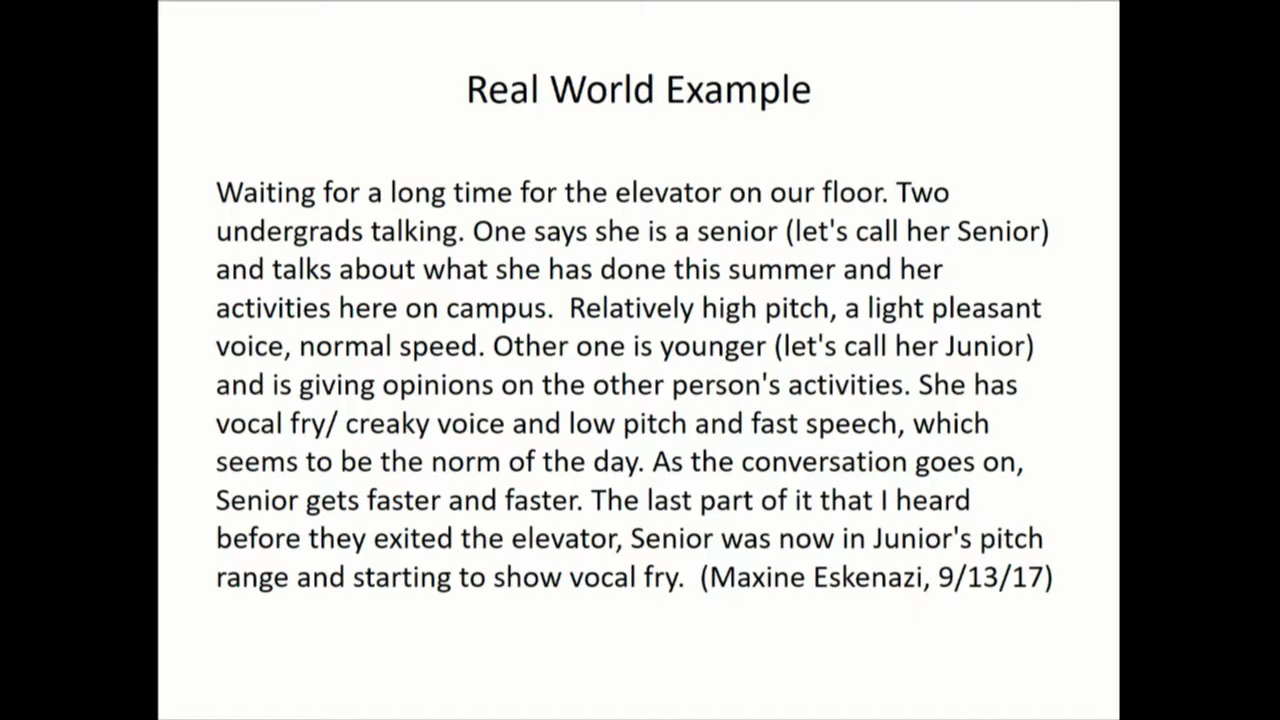 Real World Example
Waiting for a long time for the elevator on our floor. Two
undergrads talking. One says she is a senior (let's call her Senior)
and talks about what she has done this summer and her
activities here on campus.  Relatively high pitch, a light pleasant
voice, normal speed. Other one is younger (let's call her Junior)
and is giving opinions on the other person's activities. She has
vocal fry/ creaky voice and low pitch and fast speech, which
seems to be the norm of the day. As the conversation goes on,
Senior gets faster and faster. The last part of it that I heard
before they exited the elevator, Senior was now in Junior's pitch
range and starting to show vocal fry.  (Maxine Eskenazi, 9/13/17)